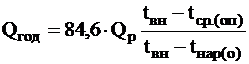 Qгод = 84,6 · Qр (tвн – tср.(оп)) / (tвн – tнар(о))